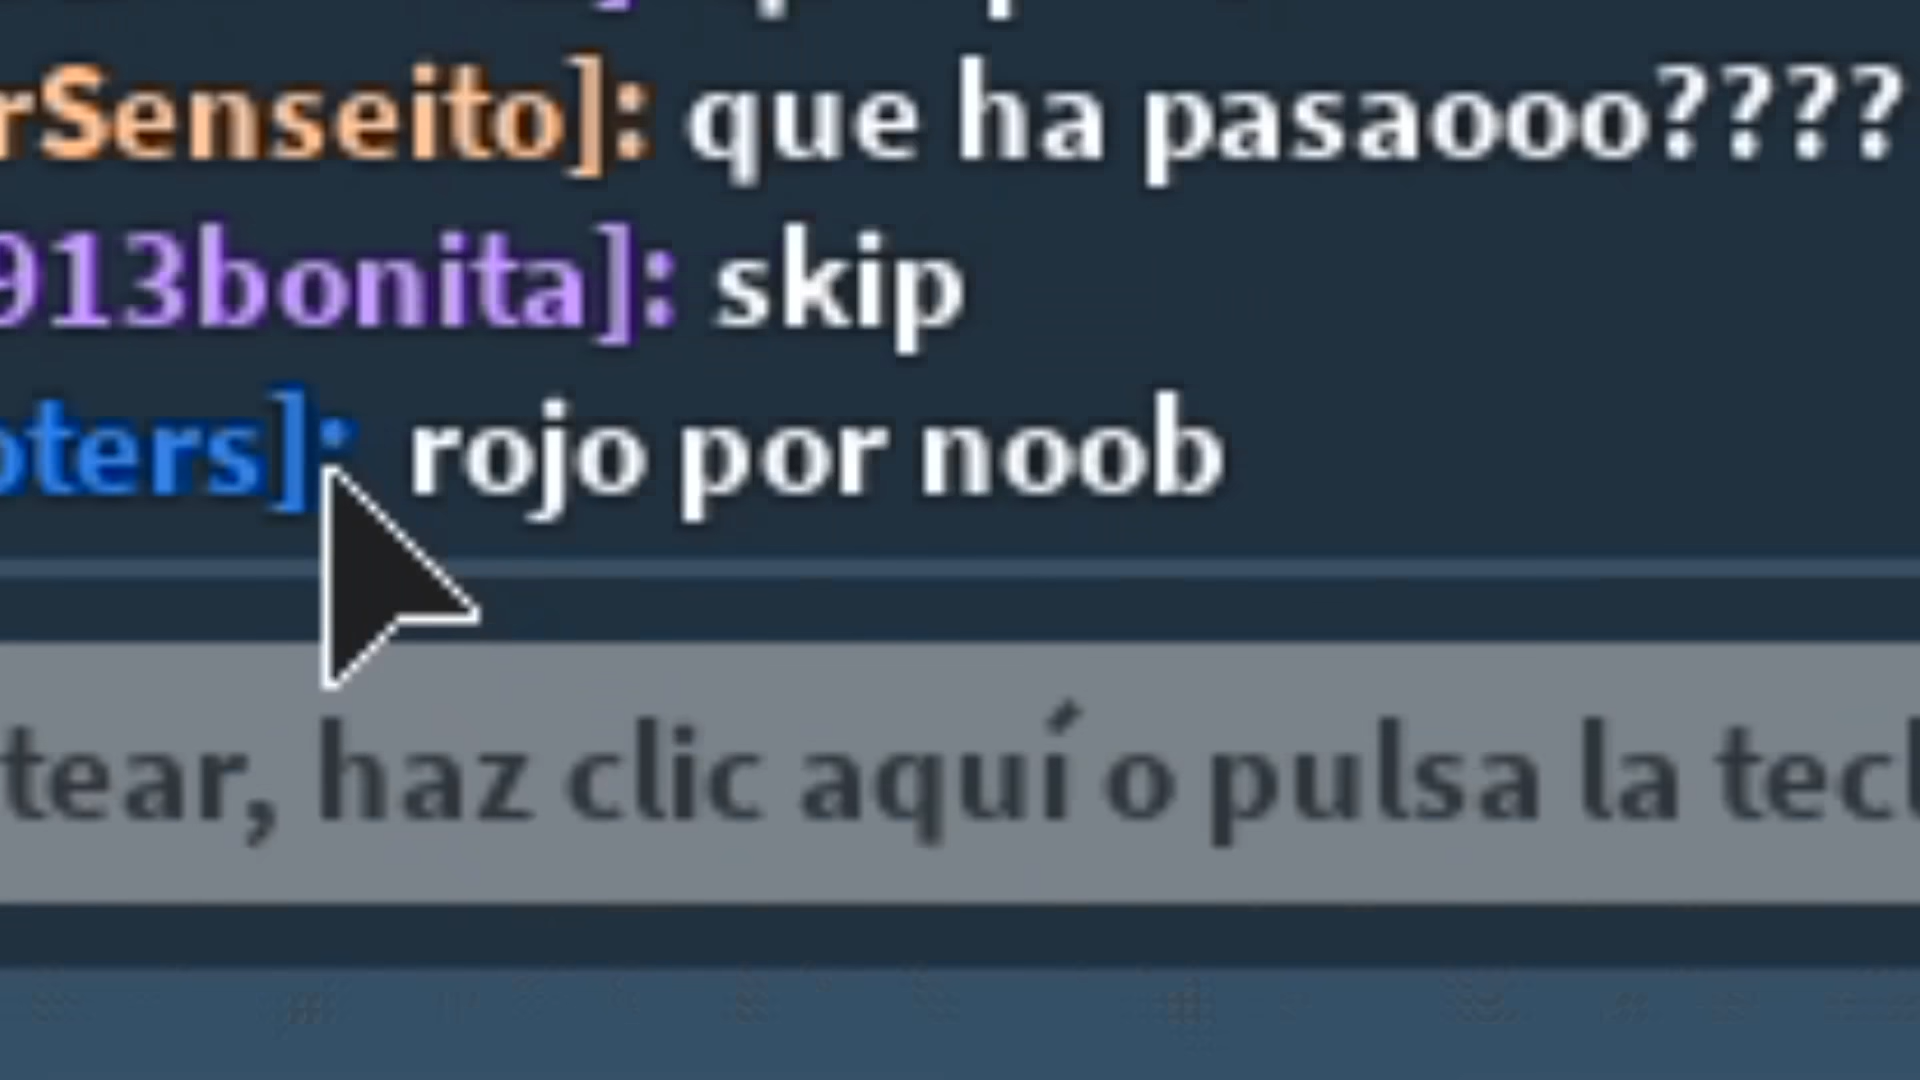 rSenseito]: que ha pasaooo????
913bonita]: skip
oters]: rojo por noob
tear, haz clic aquí o pulsa la tecl